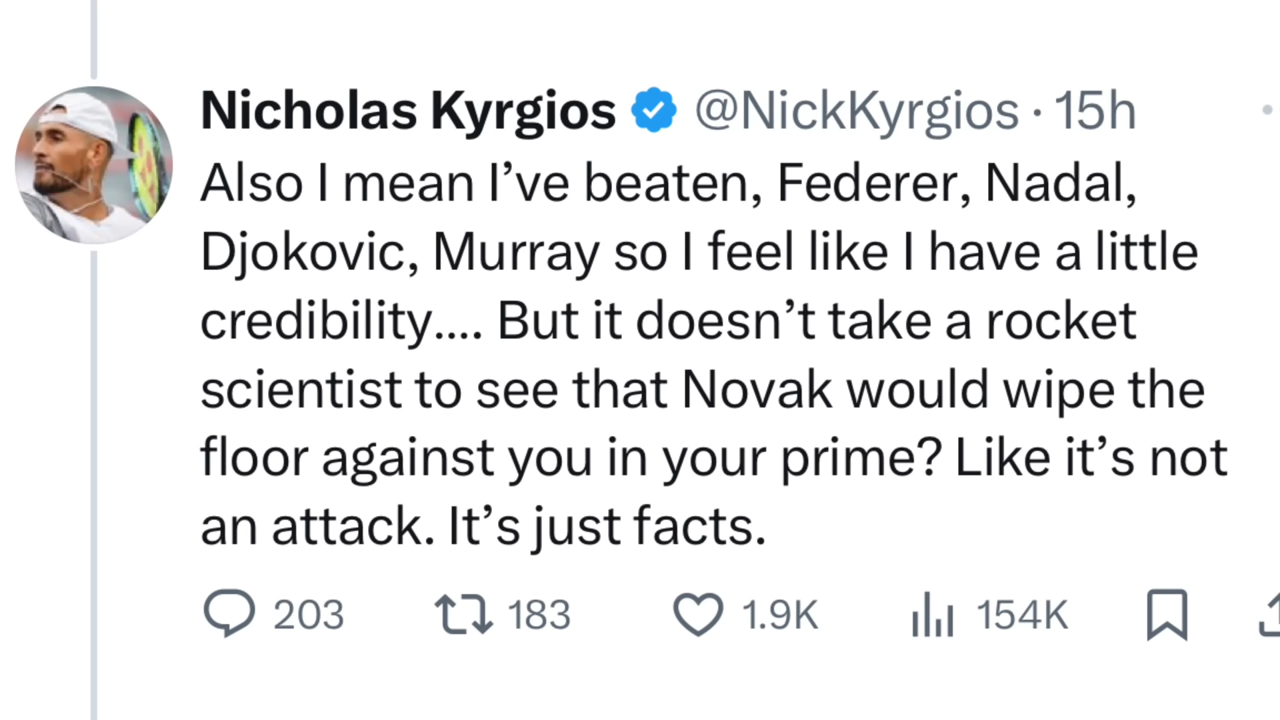 Nicholas Kyrgios @NickKyrgios · 15h
Also I mean I’ve beaten, Federer, Nadal,
Djokovic, Murray so I feel like I have a little
credibility.... But it doesn’t take a rocket
scientist to see that Novak would wipe the
floor against you in your prime? Like it’s not
an attack. It’s just facts.
203 183 1.9K 154K